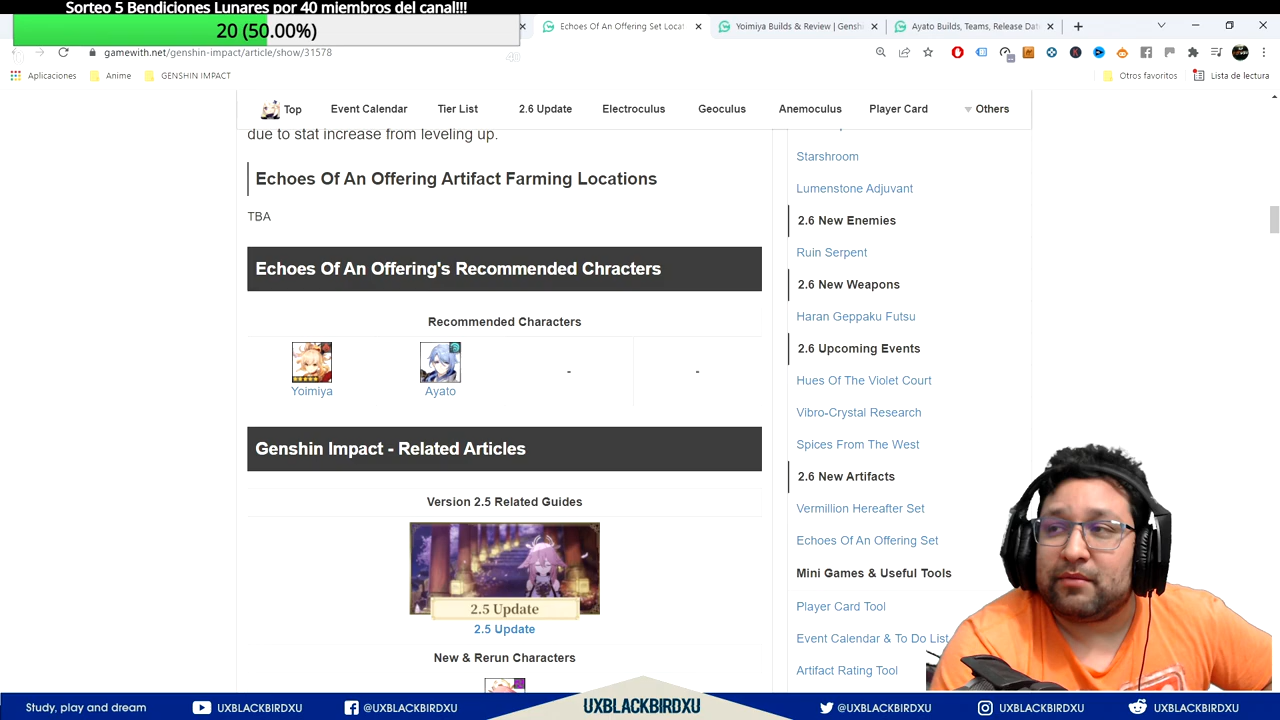 Sorteo 5 Bendiciones Lunares por 40 miembros del canal!!!
20 (50.00%)
Echoes Of An Offering Set Locat
Yoimiya Builds & Review | Genshi
Ayato Builds, Teams, Release Dat
gamewith.net/genshin-impact/article/show/31578
Aplicaciones
Anime
GENSHIN IMPACT
Otros favoritos
Lista de lectura
Top
Event Calendar
Tier List
2.6 Update
Electroculus
Geoculus
Anemoculus
Player Card
Others
due to stat increase from leveling up.
Echoes Of An Offering Artifact Farming Locations
TBA
Echoes Of An Offering's Recommended Chracters
Recommended Characters
Yoimiya
Ayato
-
-
Genshin Impact - Related Articles
Version 2.5 Related Guides
2.5 Update
2.5 Update
New & Rerun Characters
Starshroom
Lumenstone Adjuvant
2.6 New Enemies
Ruin Serpent
2.6 New Weapons
Haran Geppaku Futsu
2.6 Upcoming Events
Hues Of The Violet Court
Vibro-Crystal Research
Spices From The West
2.6 New Artifacts
Vermillion Hereafter Set
Echoes Of An Offering Set
Mini Games & Useful Tools
Player Card Tool
Event Calendar & To Do List
Artifact Rating Tool
Study, play and dream
UXBLACKBIRDXU
@UXBLACKBIRDXU
UXBLACKBIRDXU
@UXBLACKBIRDXU
UXBLACKBIRDXU
UXBLACKBIRDXU